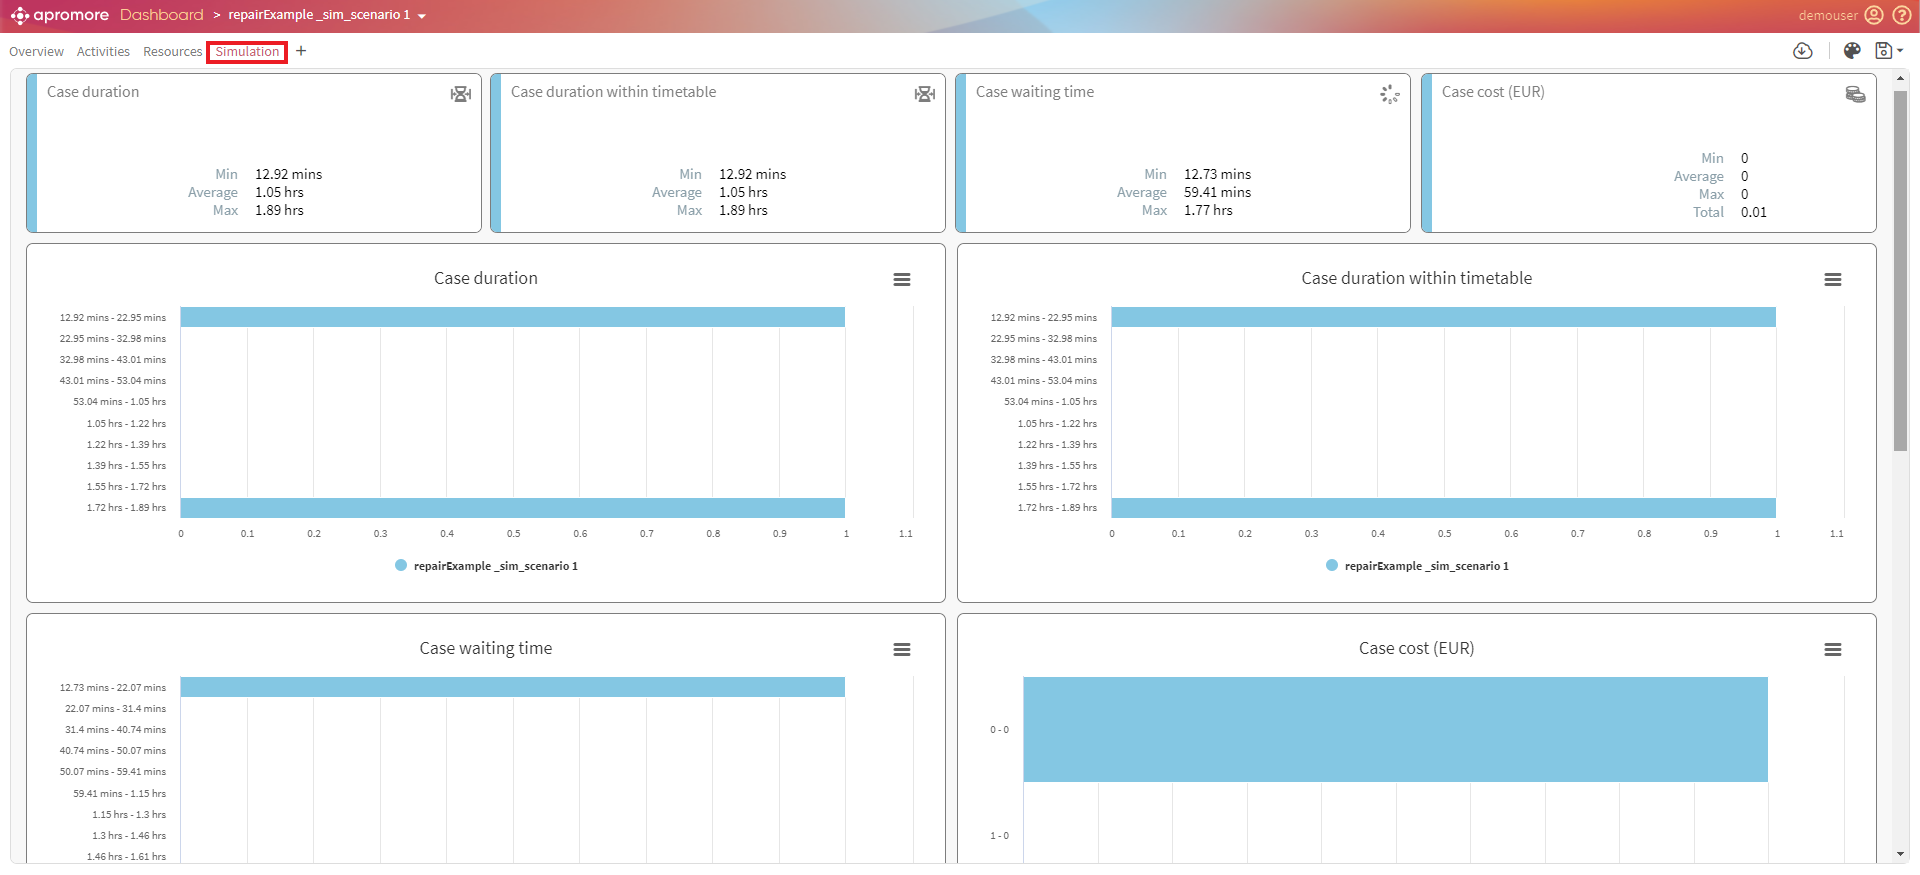 apromore Dashboard > repairExample _sim_scenario 1
demouser
Overview Activities Resources Simulation +
Case duration
Min 12.92 mins
Average 1.05 hrs
Max 1.89 hrs
Case duration within timetable
Min 12.92 mins
Average 1.05 hrs
Max 1.89 hrs
Case waiting time
Min 12.73 mins
Average 59.41 mins
Max 1.77 hrs
Case cost (EUR)
Min 0
Average 0
Max 0
Total 0.01
Case duration
12.92 mins - 22.95 mins
22.95 mins - 32.98 mins
32.98 mins - 43.01 mins
43.01 mins - 53.04 mins
53.04 mins - 1.05 hrs
1.05 hrs - 1.22 hrs
1.22 hrs - 1.39 hrs
1.39 hrs - 1.55 hrs
1.55 hrs - 1.72 hrs
1.72 hrs - 1.89 hrs
0 0.1 0.2 0.3 0.4 0.5 0.6 0.7 0.8 0.9 1 1.1
repairExample _sim_scenario 1
Case duration within timetable
12.92 mins - 22.95 mins
22.95 mins - 32.98 mins
32.98 mins - 43.01 mins
43.01 mins - 53.04 mins
53.04 mins - 1.05 hrs
1.05 hrs - 1.22 hrs
1.22 hrs - 1.39 hrs
1.39 hrs - 1.55 hrs
1.55 hrs - 1.72 hrs
1.72 hrs - 1.89 hrs
0 0.1 0.2 0.3 0.4 0.5 0.6 0.7 0.8 0.9 1 1.1
repairExample _sim_scenario 1
Case waiting time
12.73 mins - 22.07 mins
22.07 mins - 31.4 mins
31.4 mins - 40.74 mins
40.74 mins - 50.07 mins
50.07 mins - 59.41 mins
59.41 mins - 1.15 hrs
1.15 hrs - 1.3 hrs
1.3 hrs - 1.46 hrs
1.46 hrs - 1.61 hrs
Case cost (EUR)
0 - 0
1 - 0